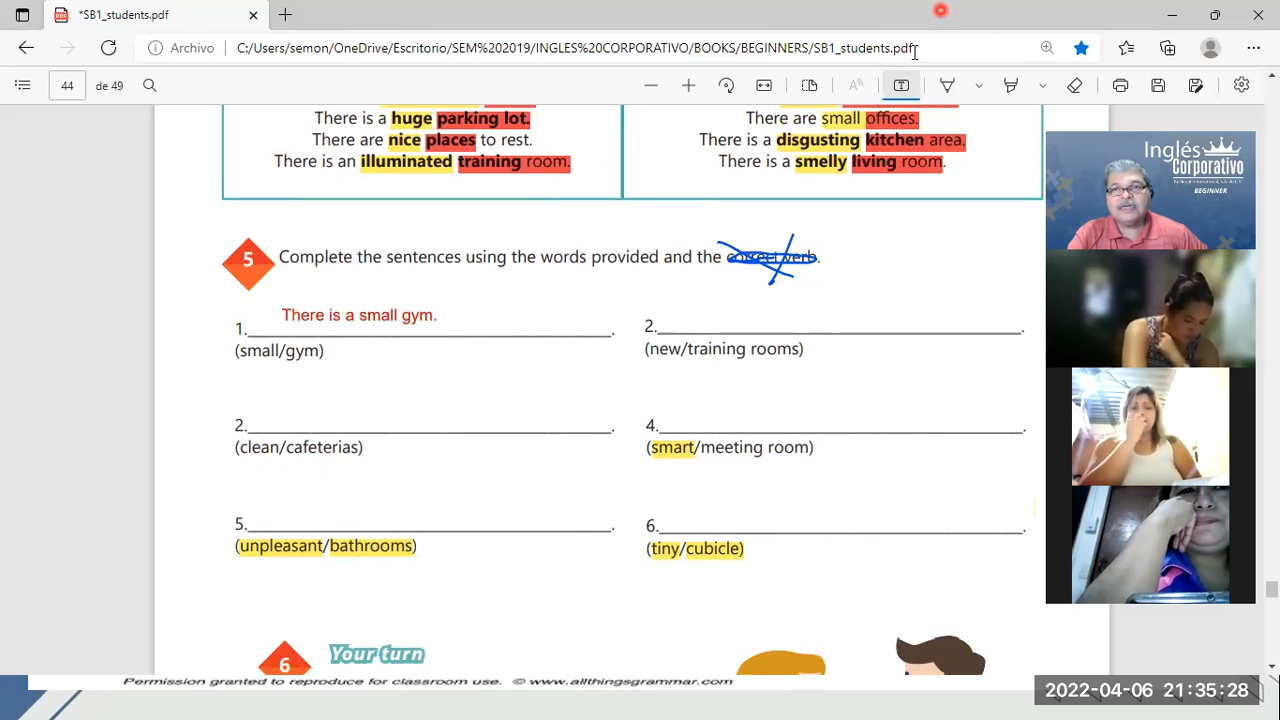 *SB1_students.pdf
Archivo
C:/Users/semon/OneDrive/Escritorio/SEM%202019/INGLES%20CORPORATIVO/BOOKS/BEGINNERS/SB1_students.pdf
44 de 49
There is a huge parking lot.
There are nice places to rest.
There is an illuminated training room.
There are small offices.
There is a disgusting kitchen area.
There is a smelly living room.
5 Complete the sentences using the words provided and the correct verb.
There is a small gym.
1.
(small/gym)
2.
(new/training rooms)
2.
(clean/cafeterias)
4.
(smart/meeting room)
5.
(unpleasant/bathrooms)
6.
(tiny/cubicle)
6 Your turn
Permission granted to reproduce for classroom use. © www.allthingsgrammar.com
Inglés
Corporativo
BEGINNER
2022-04-06 21:35:28